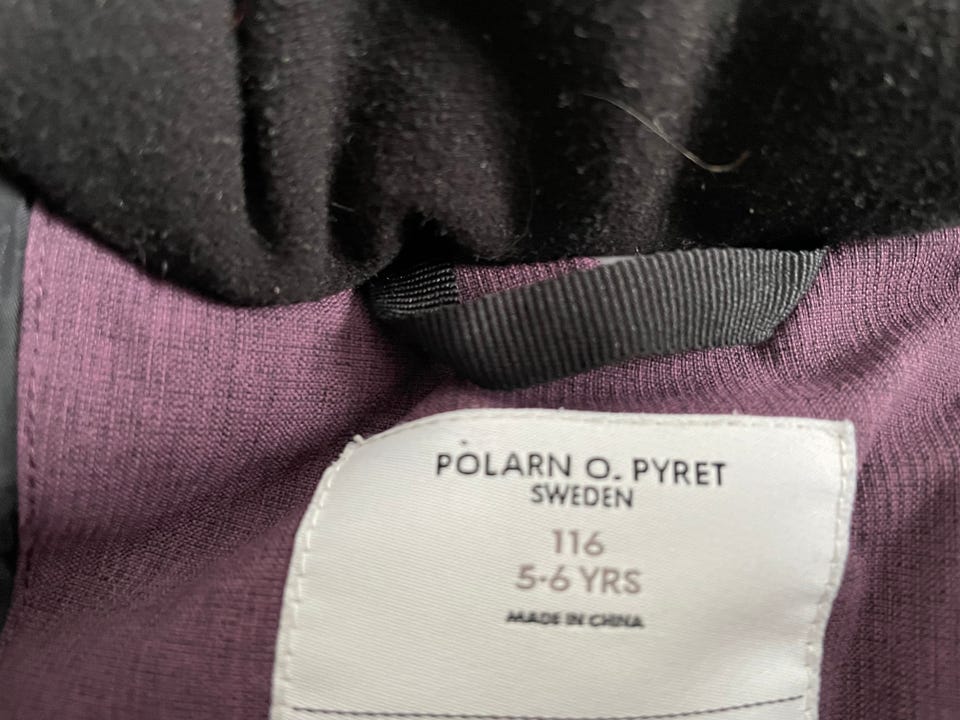 POLARN O. PYRET
SWEDEN
116
5-6 YRS
MADE IN CHINA